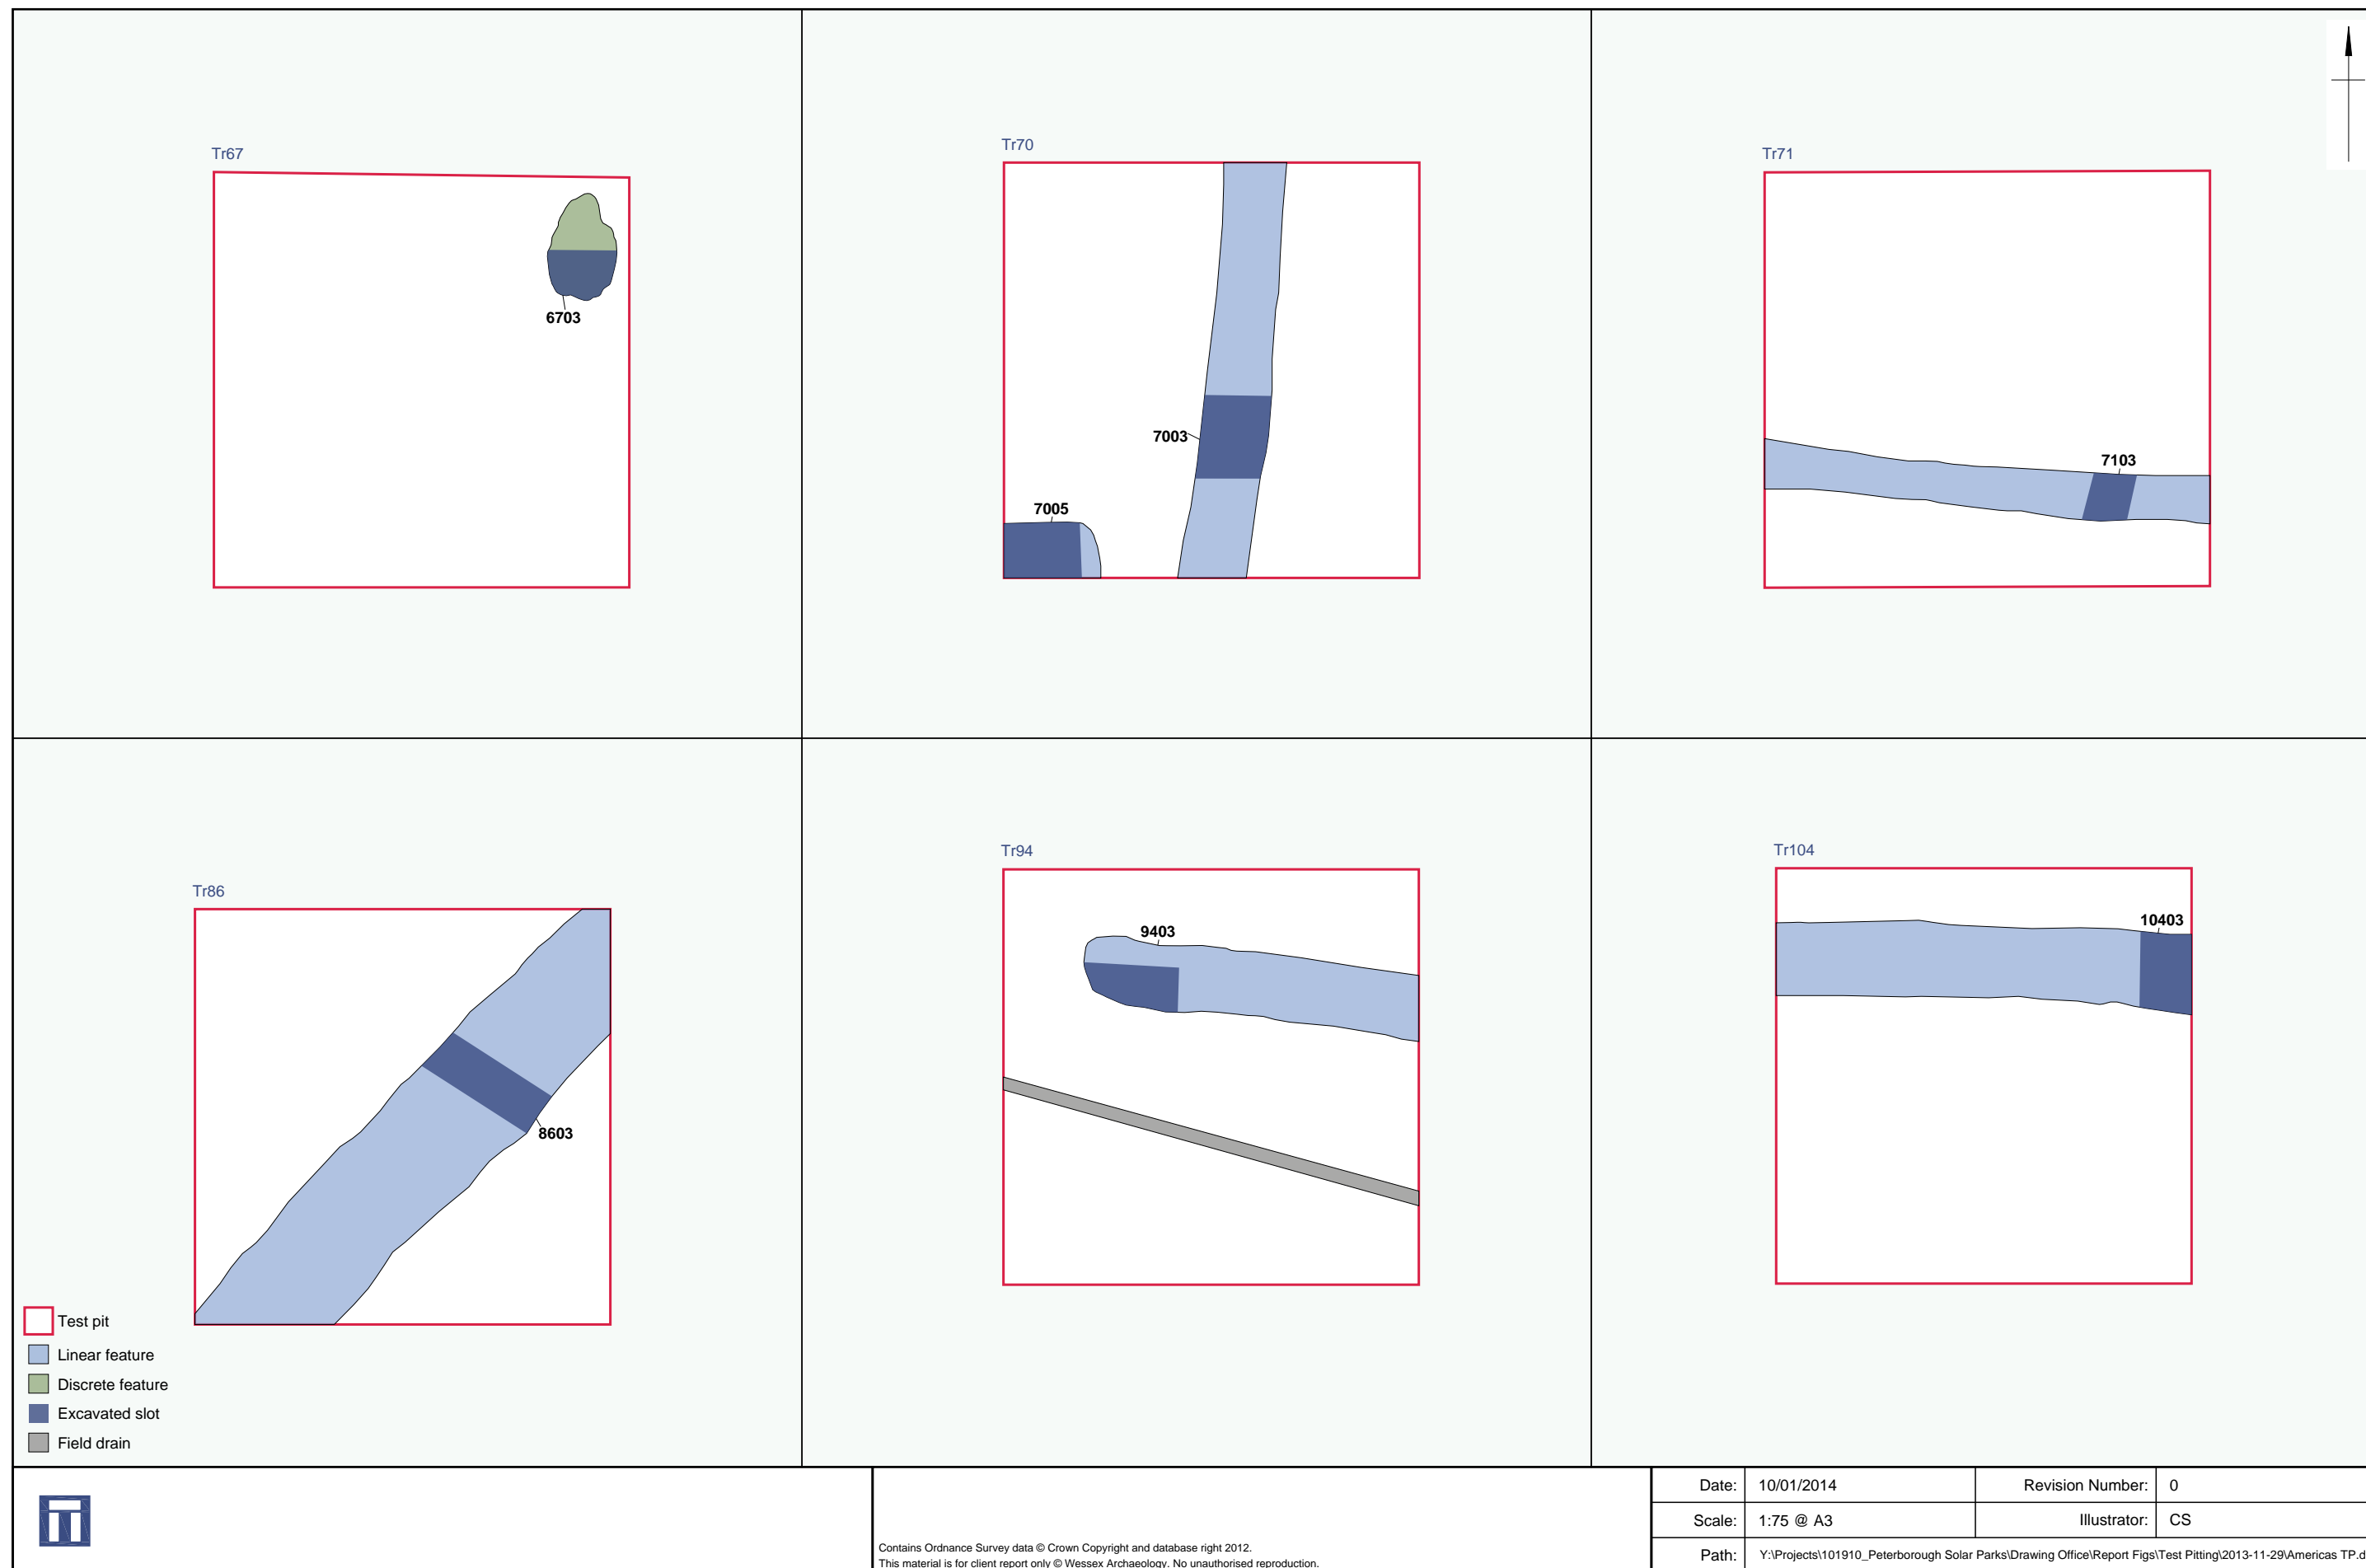 Tr67
6703
Tr70
7003
7005
Tr71
7103
Tr86
8603
Tr94
9403
Tr104
10403
Test pit
Linear feature
Discrete feature
Excavated slot
Field drain
Contains Ordnance Survey data © Crown Copyright and database right 2012.
This material is for client report only © Wessex Archaeology. No unauthorised reproduction.
Date: 10/01/2014 Revision Number: 0
Scale: 1:75 @ A3 Illustrator: CS
Path: Y:\Projects\101910_Peterborough Solar Parks\Drawing Office\Report Figs\Test Pitting\2013-11-29\Americas TP.d